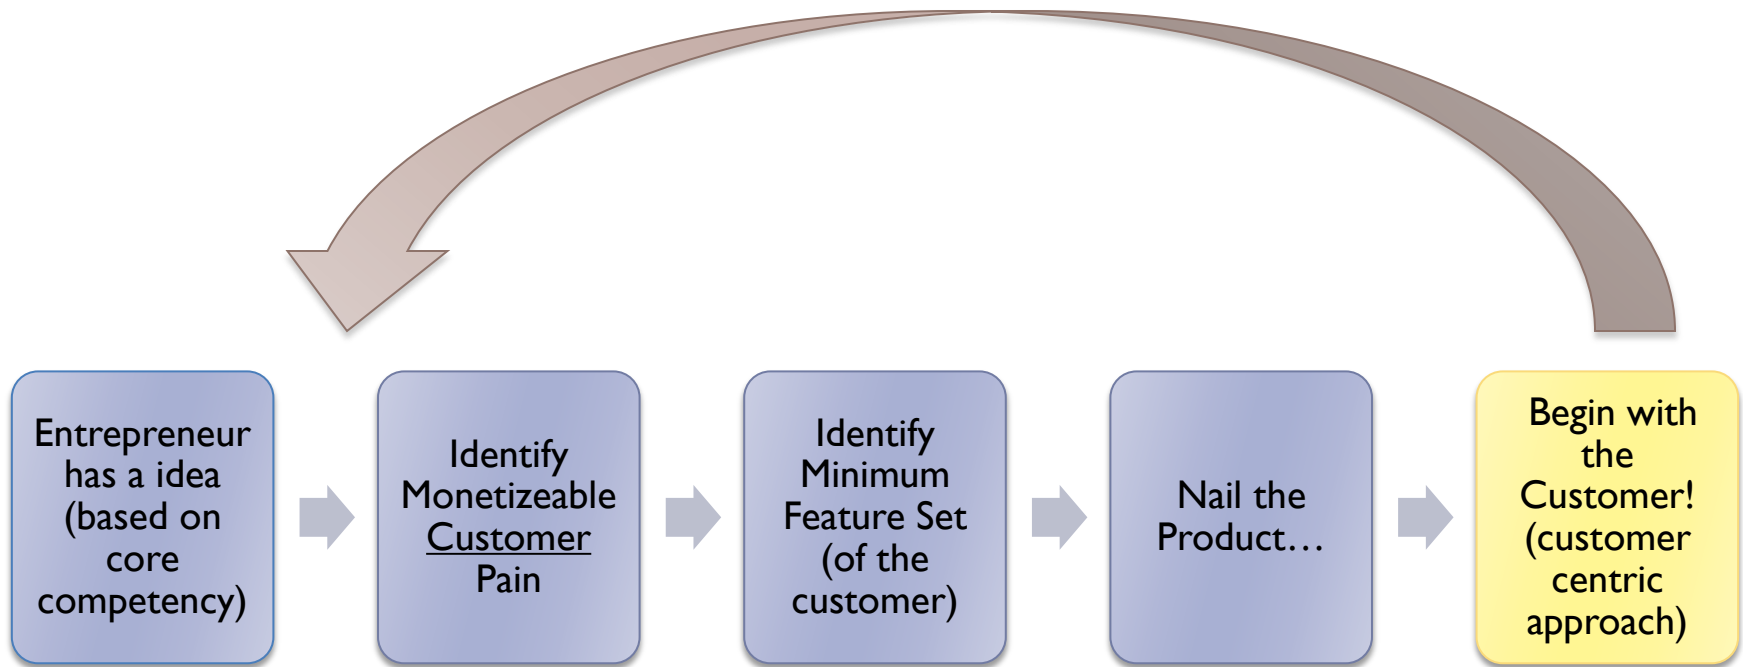 Entrepreneur
has a idea
(based on
core
competency)
Identify
Monetizeable
Customer
Pain
Identify
Minimum
Feature Set
(of the
customer)
Nail the
Product…
Begin with
the
Customer!
(customer
centric
approach)